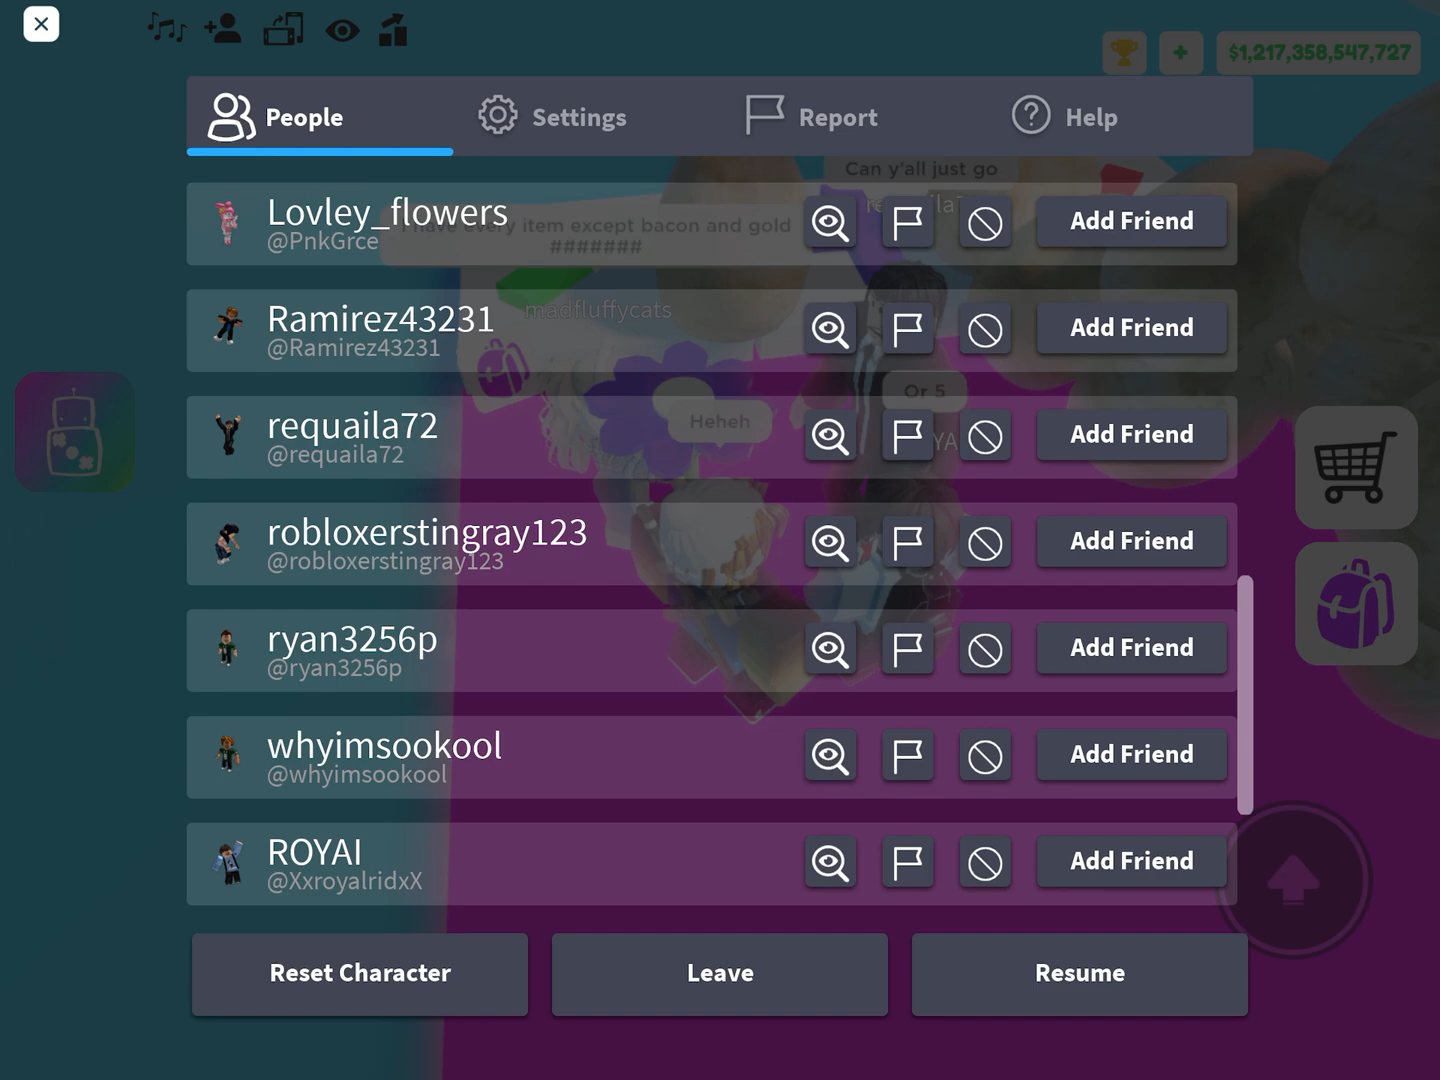 $1,217,358,547,727
People
Settings
Report
Help
Can y'all just go
Lovley_flowers
@PnkGrce
have every item except bacon and gold
#######
Add Friend
madfluffycats
Ramirez43231
@Ramirez43231
Add Friend
Or 5
Heheh
requaila72
@requaila72
Add Friend
robloxerstingray123
@robloxerstingray123
Add Friend
ryan3256p
@ryan3256p
Add Friend
whyimsookool
@whyimsookool
Add Friend
ROYAI
@XxroyalridxX
Add Friend
Reset Character
Leave
Resume